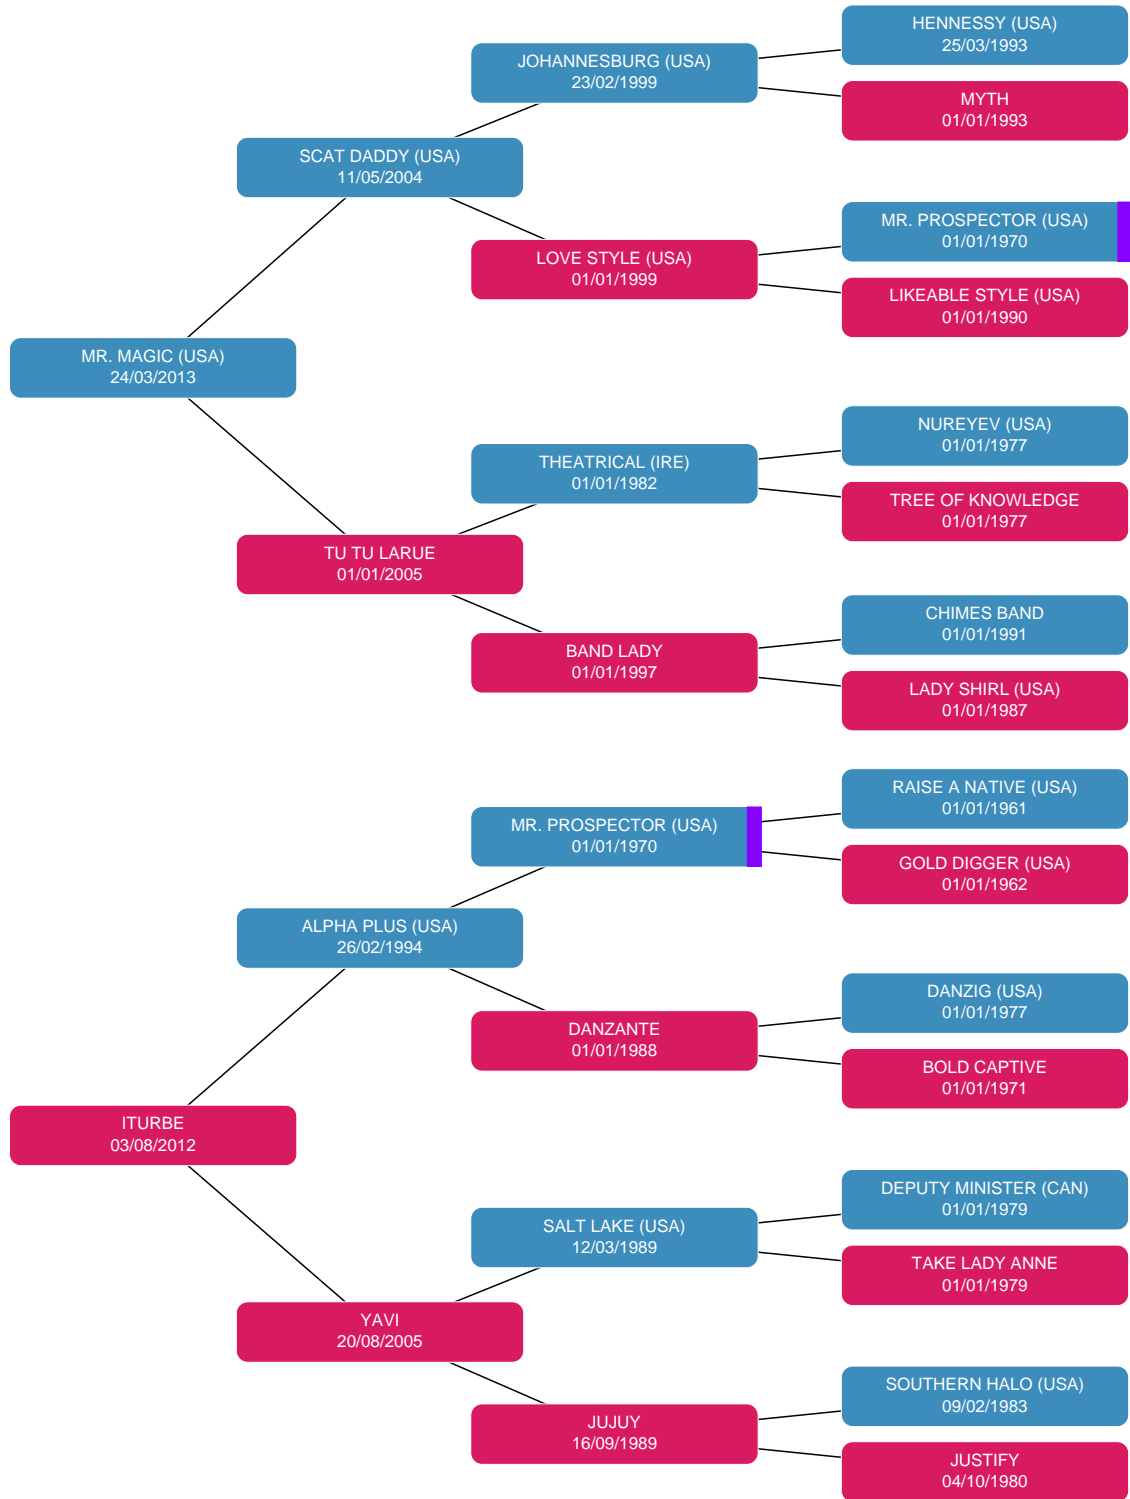 HENNESSY (USA)
25/03/1993
JOHANNESBURG (USA)
23/02/1999
MYTH
01/01/1993
SCAT DADDY (USA)
11/05/2004
MR. PROSPECTOR (USA)
01/01/1970
LOVE STYLE (USA)
01/01/1999
LIKEABLE STYLE (USA)
01/01/1990
MR. MAGIC (USA)
24/03/2013
NUREYEV (USA)
01/01/1977
THEATRICAL (IRE)
01/01/1982
TREE OF KNOWLEDGE
01/01/1977
TU TU LARUE
01/01/2005
CHIMES BAND
01/01/1991
BAND LADY
01/01/1997
LADY SHIRL (USA)
01/01/1987
RAISE A NATIVE (USA)
01/01/1961
MR. PROSPECTOR (USA)
01/01/1970
GOLD DIGGER (USA)
01/01/1962
ALPHA PLUS (USA)
26/02/1994
DANZIG (USA)
01/01/1977
DANZANTE
01/01/1988
BOLD CAPTIVE
01/01/1971
ITURBE
03/08/2012
DEPUTY MINISTER (CAN)
01/01/1979
SALT LAKE (USA)
12/03/1989
TAKE LADY ANNE
01/01/1979
YAVI
20/08/2005
SOUTHERN HALO (USA)
09/02/1983
JUJUY
16/09/1989
JUSTIFY
04/10/1980